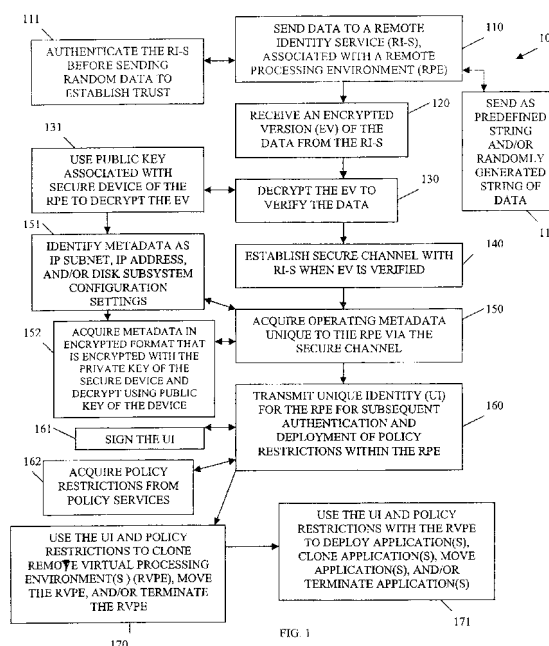 111
AUTHENTICATE THE RI-S
BEFORE SENDING
RANDOM DATA TO
ESTABLISH TRUST
SEND DATA TO A REMOTE
IDENTITY SERVICE (RI-S),
ASSOCIATED WITH A REMOTE
PROCESSING ENVIRONMENT (RPE)
110
10
120
RECEIVE AN ENCRYPTED
VERSION (EV) OF THE
DATA FROM THE RI-S
SEND AS
PREDEFINED
STRING
AND/OR
RANDOMLY
GENERATED
STRING OF
DATA
11
131
USE PUBLIC KEY
ASSOCIATED WITH
SECURE DEVICE OF THE
RPE TO DECRYPT THE EV
DECRYPT THE EV TO
VERIFY THE DATA
130
151
IDENTIFY METADATA AS
IP SUBNET, IP ADDRESS,
AND/OR DISK SUBSYSTEM
CONFIGURATION
SETTINGS
ESTABLISH SECURE CHANNEL
WITH RI-S WHEN EV IS VERIFIED
140
152
ACQUIRE METADATA IN
ENCRYPTED FORMAT THAT
IS ENCRYPTED WITH THE
PRIVATE KEY OF THE
SECURE DEVICE AND
DECRYPT USING PUBLIC
KEY OF THE DEVICE
ACQUIRE OPERATING METADATA
UNIQUE TO THE RPE VIA THE
SECURE CHANNEL
150
TRANSMIT UNIQUE IDENTITY (UI)
FOR THE RPE FOR SUBSEQUENT
AUTHENTICATION AND
DEPLOYMENT OF POLICY
RESTRICTIONS WITHIN THE RPE
160
161
SIGN THE UI
162
ACQUIRE POLICY
RESTRICTIONS FROM
POLICY SERVICES
USE THE UI AND POLICY
RESTRICTIONS TO CLONE
REMOTE VIRTUAL PROCESSING
ENVIRONMENT(S ) (RVPE), MOVE
THE RVPE, AND/OR TERMINATE
THE RVPE
170
USE THE UI AND POLICY
RESTRICTIONS WITH THE RVPE
TO DEPLOY APPLICATION(S),
CLONE APPLICATION(S), MOVE
APPLICATION(S), AND/OR
TERMINATE APPLICATION(S)
171
FIG. 1